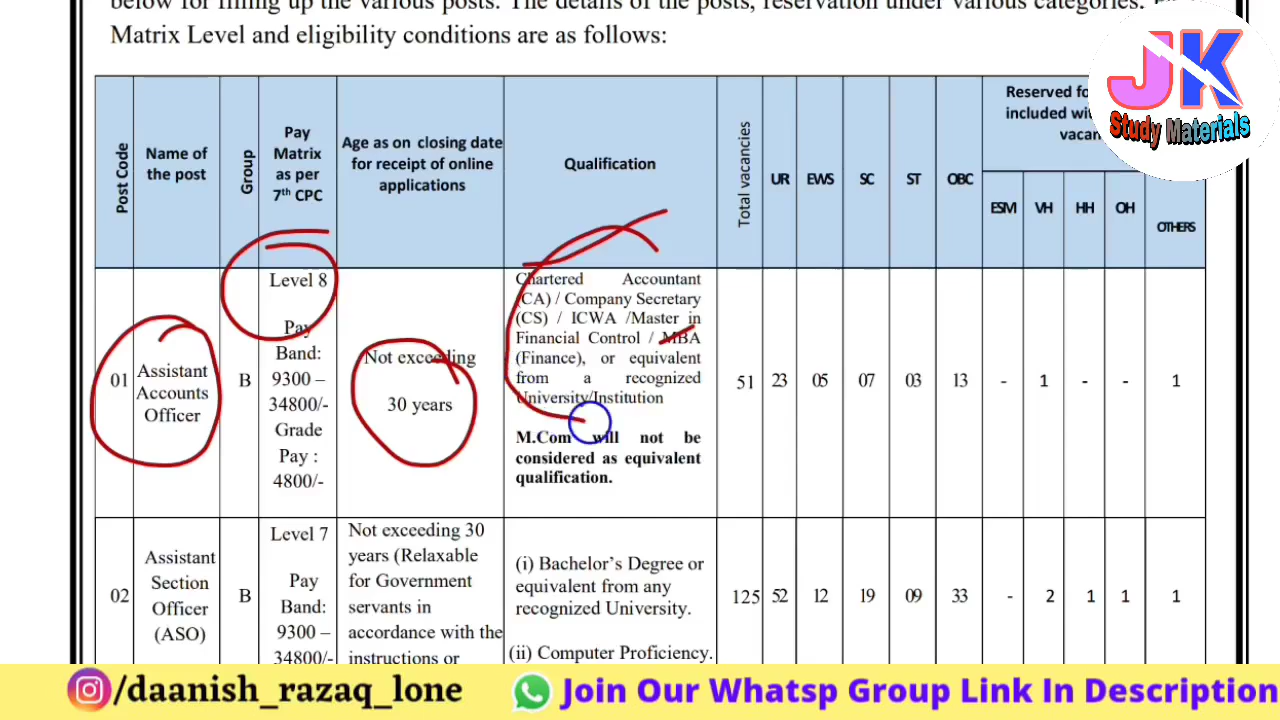 below for filling up the various posts. The details of the posts, reservation under various categories,
Matrix Level and eligibility conditions are as follows:
JK
Study Materials
Post Code
Name of
the post
Group
Pay
Matrix
as per
7th CPC
Age as on closing date
for receipt of online
applications
Qualification
Total vacancies
UR
EWS
SC
ST
OBC
Reserved
included
ESM
VH
HH
OH
OTHERS
01
Assistant
Accounts
Officer
B
Level 8
Pay
Band:
9300 –
34800/-
Grade
Pay :
4800/-
Not exceeding
30 years
Chartered Accountant
(CA) / Company Secretary
(CS) / ICWA /Master in
Financial Control / MBA
(Finance), or equivalent
from a recognized
University/Institution
M.Com will not be
considered as equivalent
qualification.
51
23
05
07
03
13
-
1
-
-
1
02
Assistant
Section
Officer
(ASO)
B
Level 7
Pay
Band:
9300 –
34800/-
Not exceeding 30
years (Relaxable
for Government
servants in
accordance with the
instructions or
(i) Bachelor's Degree or
equivalent from any
recognized University.
(ii) Computer Proficiency.
125
52
12
19
09
33
-
2
1
1
1
/daanish_razaq_lone
Join Our Whatsp Group Link In Description